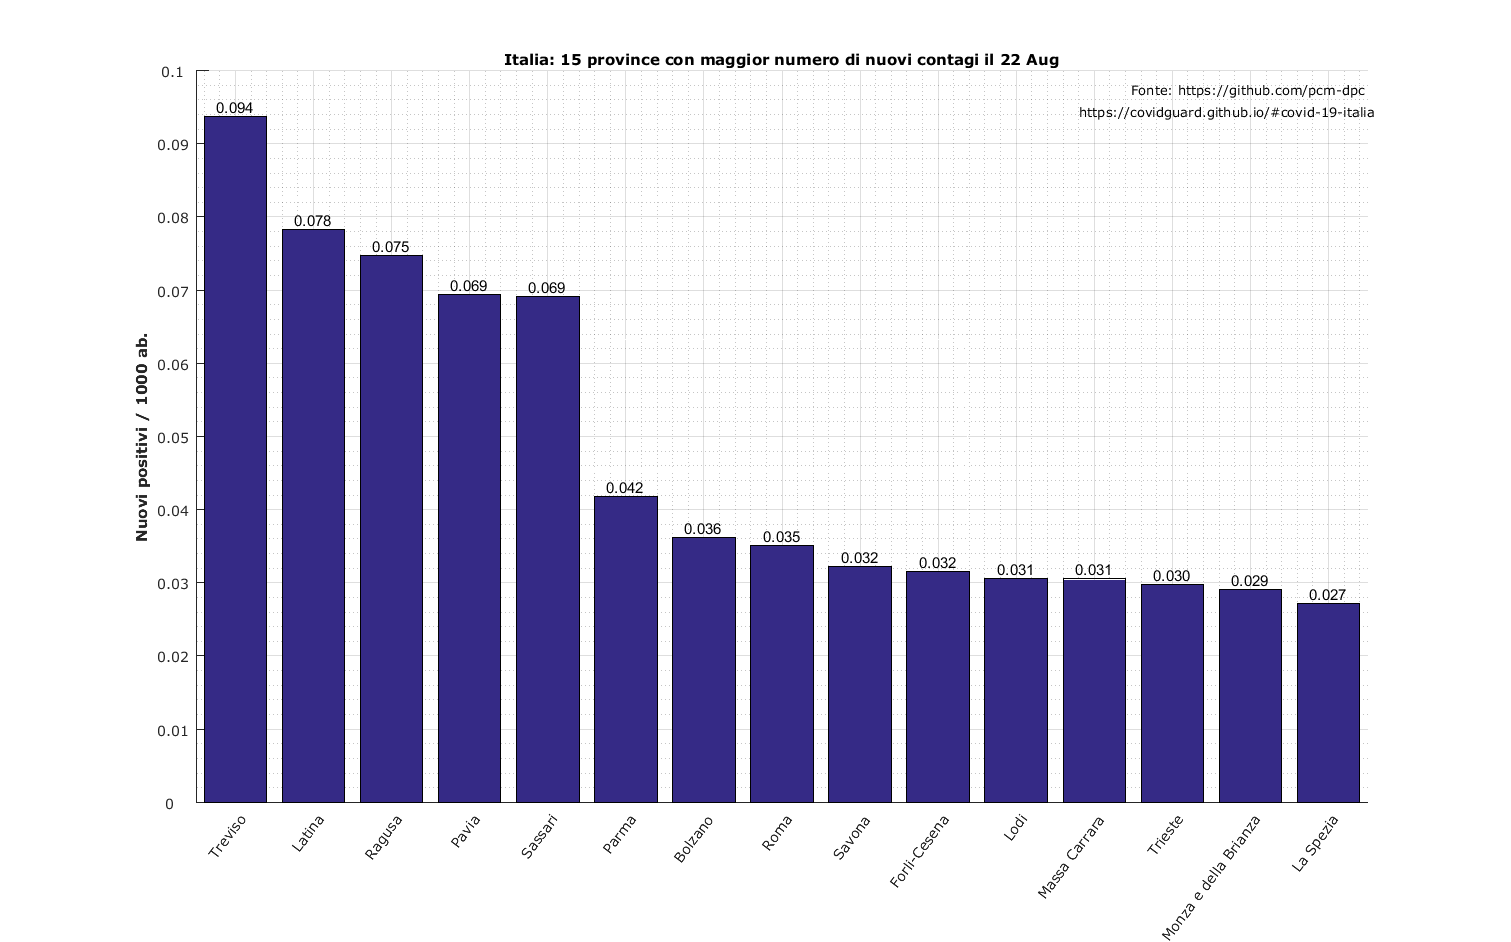 Italia: 15 province con maggior numero di nuovi contagi il 22 Aug
Fonte: https://github.com/pcm-dpc
https://covidguard.github.io/#covid-19-italia
Nuovi positivi / 1000 ab.
0.1
0.09
0.08
0.07
0.06
0.05
0.04
0.03
0.02
0.01
0
0.094
0.078
0.075
0.069
0.069
0.042
0.036
0.035
0.032
0.032
0.031
0.031
0.030
0.029
0.027
Treviso
Latina
Ragusa
Pavia
Sassari
Parma
Bolzano
Roma
Savona
Forlì-Cesena
Lodi
Massa Carrara
Trieste
Monza e della Brianza
La Spezia